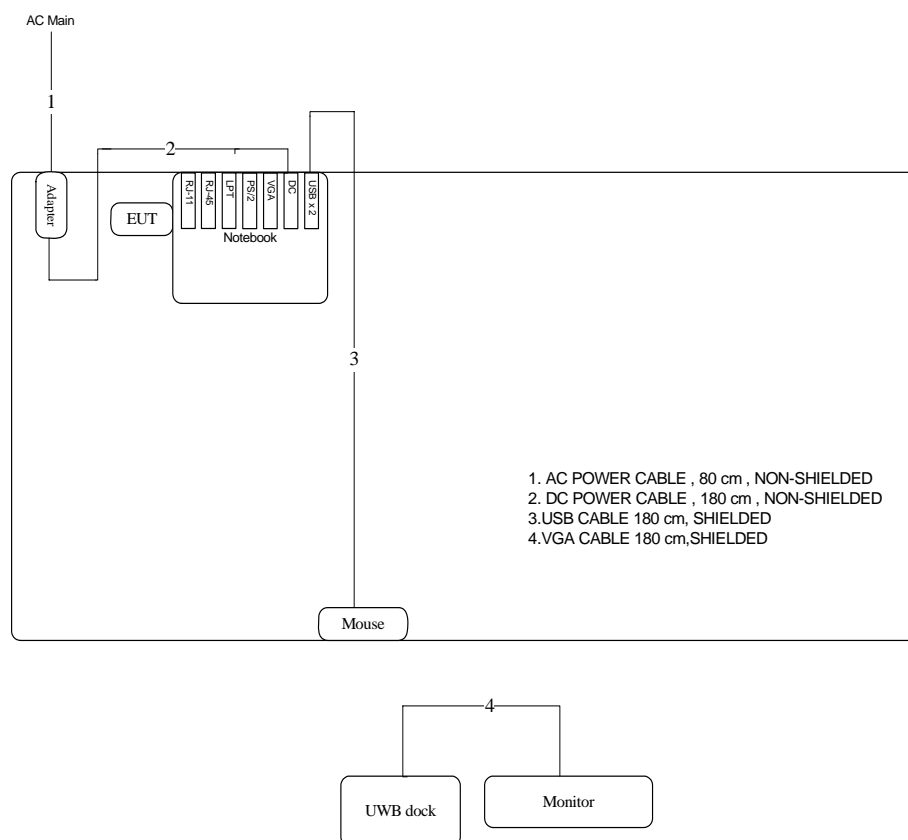 AC Main
1
2
Adapter
EUT
RJ-11
RJ-45
LPT
PS/2
VGA
DC
USB x 2
Notebook
3
1. AC POWER CABLE , 80 cm , NON-SHIELDED
2. DC POWER CABLE , 180 cm , NON-SHIELDED
3.USB CABLE 180 cm, SHIELDED
4.VGA CABLE 180 cm,SHIELDED
Mouse
4
UWB dock
Monitor